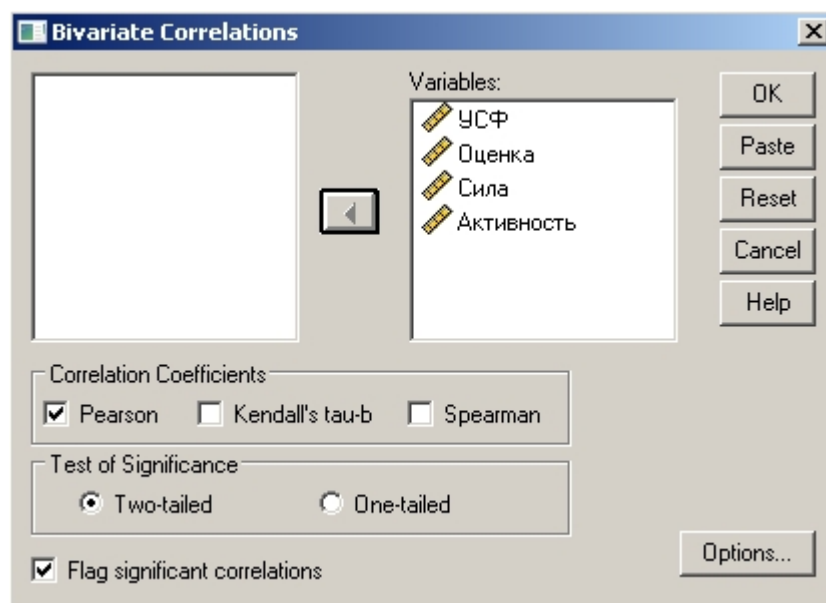 Bivariate Correlations
Variables:
УСФ
Оценка
Сила
Активность
OK
Paste
Reset
Cancel
Help
Correlation Coefficients
Pearson
Kendall's tau-b
Spearman
Test of Significance
Two-tailed
One-tailed
Flag significant correlations
Options...